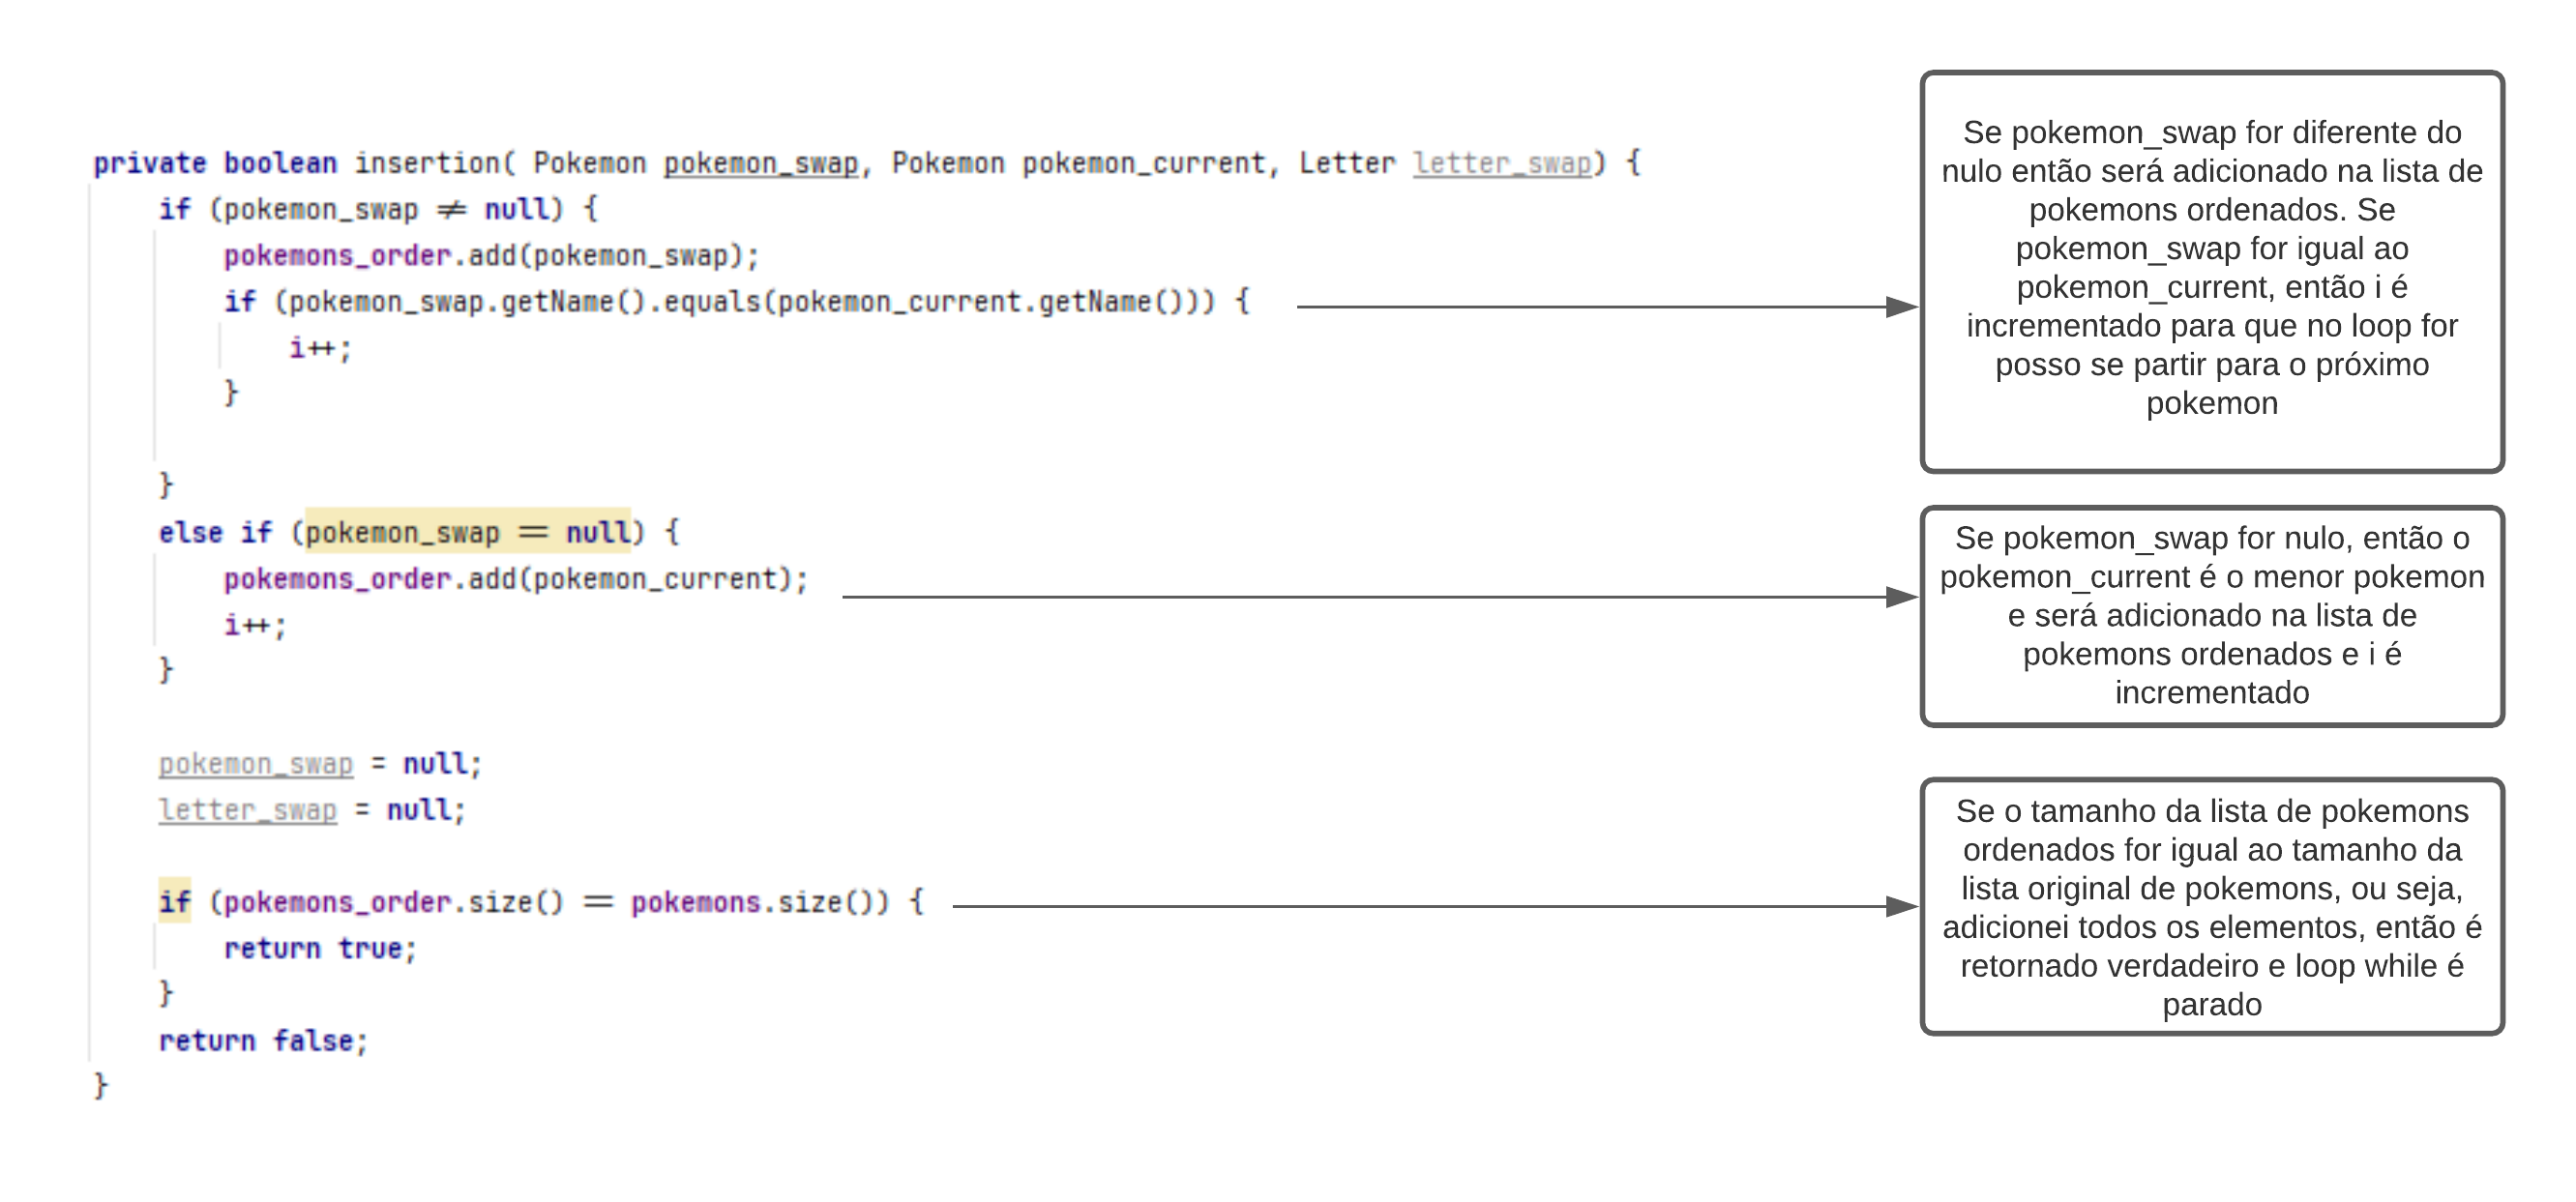 private boolean insertion( Pokemon pokemon_swap, Pokemon pokemon_current, Letter letter_swap) {
if (pokemon_swap ≠ null) {
pokemons_order.add(pokemon_swap);
if (pokemon_swap.getName().equals(pokemon_current.getName())) {
i++;
}
}
else if (pokemon_swap == null) {
pokemons_order.add(pokemon_current);
i++;
}
pokemon_swap = null;
letter_swap = null;
if (pokemons_order.size() == pokemons.size()) {
return true;
}
return false;
}
Se pokemon_swap for diferente do
nulo então será adicionado na lista de
pokemons ordenados. Se
pokemon_swap for igual ao
pokemon_current, então i é
incrementado para que no loop for
posso se partir para o próximo
pokemon
Se pokemon_swap for nulo, então o
pokemon_current é o menor pokemon
e será adicionado na lista de
pokemons ordenados e i é
incrementado
Se o tamanho da lista de pokemons
ordenados for igual ao tamanho da
lista original de pokemons, ou seja,
adicionei todos os elementos, então é
retornado verdadeiro e loop while é
parado